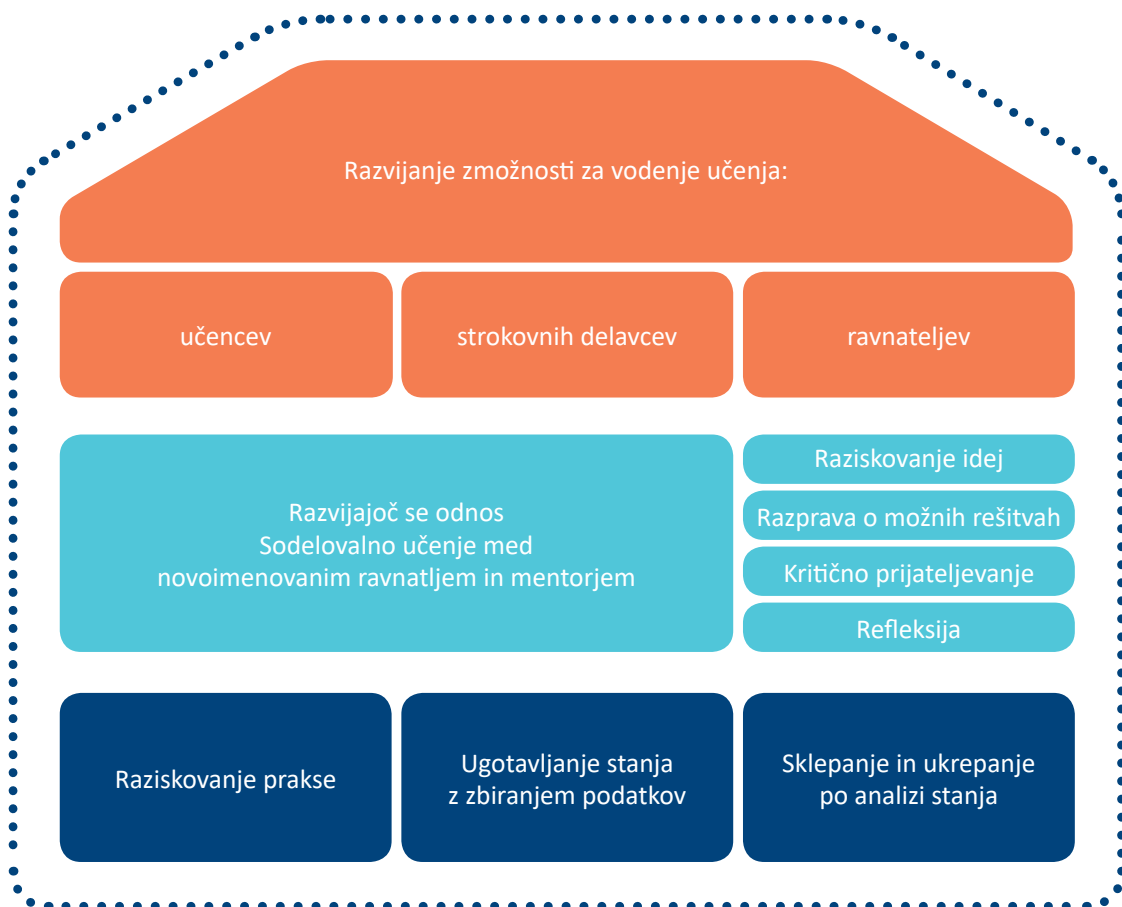 Razvijanje zmožnosti za vodenje učenja:
učencev
strokovnih delavcev
ravnateljev
Razvijajoč se odnos
Sodelovalno učenje med
novoimenovanim ravnatljem in mentorjem
Raziskovanje idej
Razprava o možnih rešitvah
Kritično prijateljevanje
Refleksija
Raziskovanje prakse
Ugotavljanje stanja
z zbiranjem podatkov
Sklepanje in ukrepanje
po analizi stanja